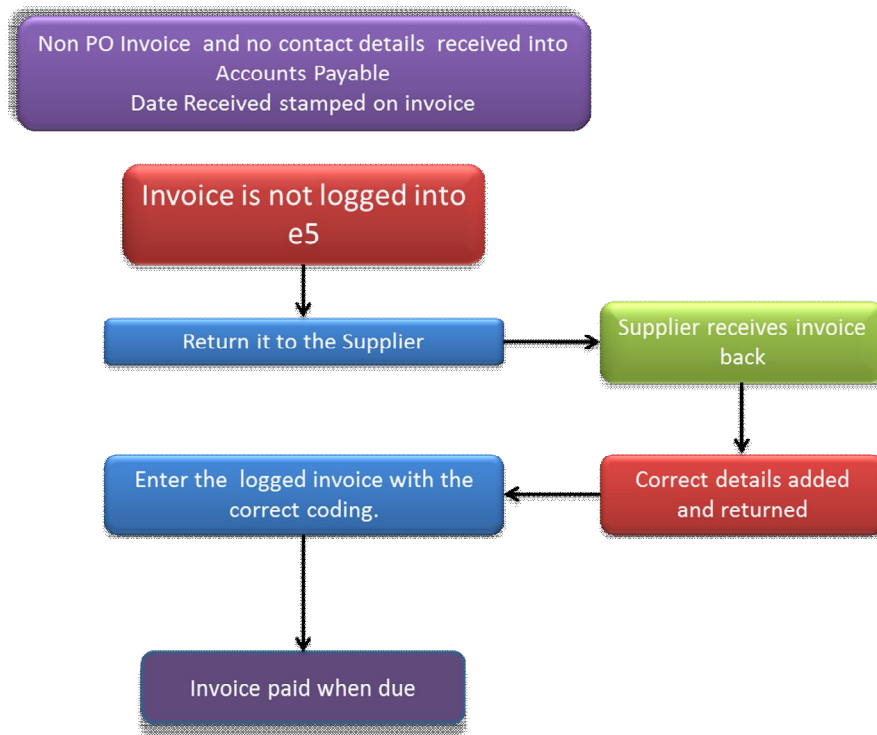 Non PO Invoice and no contact details received into
Accounts Payable
Date Received stamped on invoice
Invoice is not logged into
e5
Return it to the Supplier
Supplier receives invoice
back
Correct details added
and returned
Enter the logged invoice with the
correct coding.
Invoice paid when due